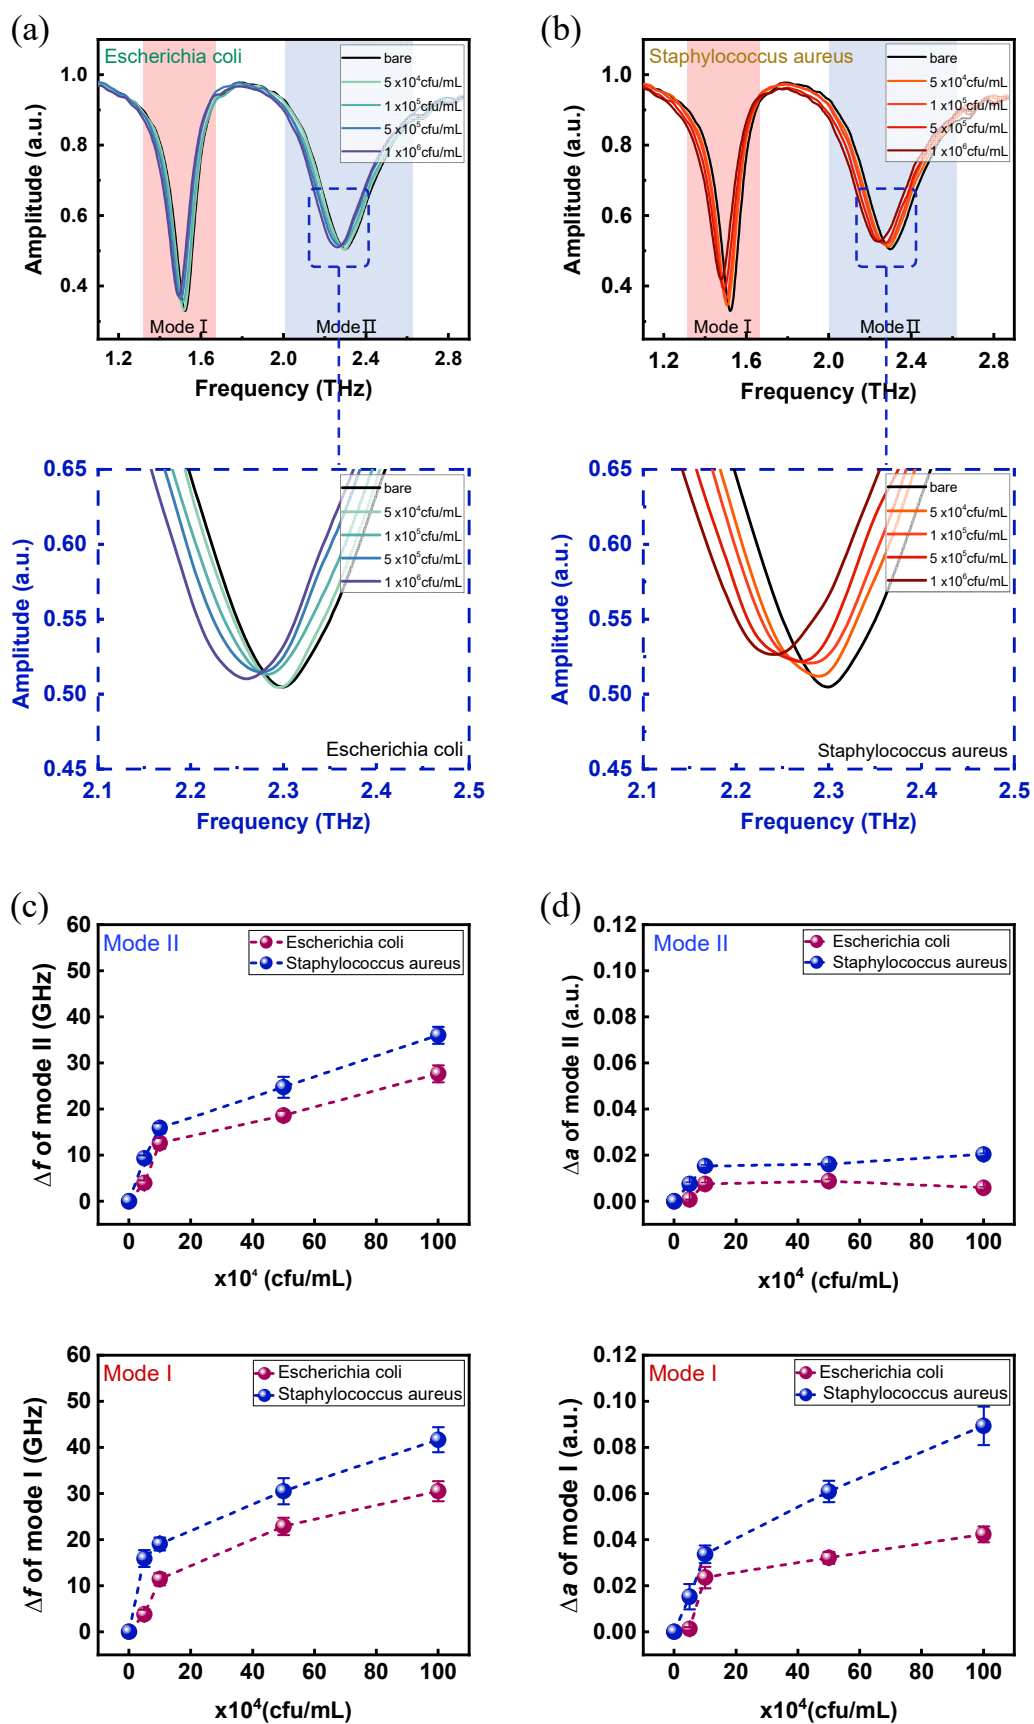 (a)
Escherichia coli
bare
5 x10⁴cfu/mL
1 x10⁵cfu/mL
5 x10⁵cfu/mL
1 x10⁶cfu/mL
Amplitude (a.u.)
1.0
0.8
0.6
0.4
Mode I
Mode II
1.2 1.6 2.0 2.4 2.8
Frequency (THz)
(b)
Staphylococcus aureus
bare
5 x10⁴cfu/mL
1 x10⁵cfu/mL
5 x10⁵cfu/mL
1 x10⁶cfu/mL
Amplitude (a.u.)
1.0
0.8
0.6
0.4
Mode I
Mode II
1.2 1.6 2.0 2.4 2.8
Frequency (THz)
Amplitude (a.u.)
0.65
0.60
0.55
0.50
0.45
bare
5 x10⁴cfu/mL
1 x10⁵cfu/mL
5 x10⁵cfu/mL
1 x10⁶cfu/mL
Escherichia coli
2.1 2.2 2.3 2.4 2.5
Frequency (THz)
Amplitude (a.u.)
0.65
0.60
0.55
0.50
0.45
bare
5 x10⁴cfu/mL
1 x10⁵cfu/mL
5 x10⁵cfu/mL
1 x10⁶cfu/mL
Staphylococcus aureus
2.1 2.2 2.3 2.4 2.5
Frequency (THz)
(c)
Mode II
Escherichia coli
Staphylococcus aureus
Δf of mode II (GHz)
60
50
40
30
20
10
0
0 20 40 60 80 100
x10⁴ (cfu/mL)
(d)
Mode II
Escherichia coli
Staphylococcus aureus
Δa of mode II (a.u.)
0.12
0.10
0.08
0.06
0.04
0.02
0.00
0 20 40 60 80 100
x10⁴ (cfu/mL)
Mode I
Escherichia coli
Staphylococcus aureus
Δf of mode I (GHz)
60
50
40
30
20
10
0
0 20 40 60 80 100
x10⁴(cfu/mL)
Mode I
Escherichia coli
Staphylococcus aureus
Δa of mode I (a.u.)
0.12
0.10
0.08
0.06
0.04
0.02
0.00
0 20 40 60 80 100
x10⁴(cfu/mL)